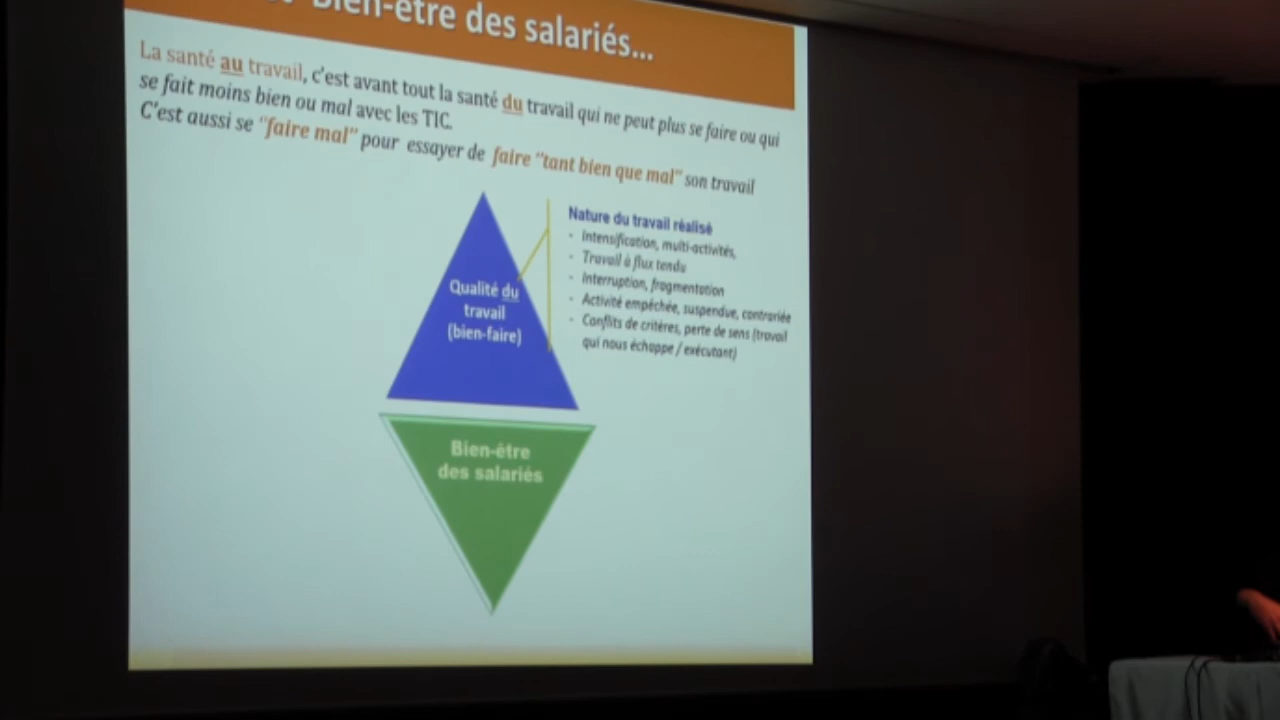 bien-être des salariés...
La santé au travail, c'est avant tout la santé du travail qui ne peut plus se faire ou qui
se fait moins bien ou mal avec les TIC.
C'est aussi se "faire mal" pour essayer de faire "tant bien que mal" son travail
Nature du travail réalisé
- Intensification, multi-activités,
- Travail à flux tendu
- Interruption, fragmentation
- Activité empêchée, suspendue, contrariée
- Conflits de critères, perte de sens (travail
qui nous échappe / exécutant)
Qualité du
travail
(bien-faire)
Bien-être
des salariés